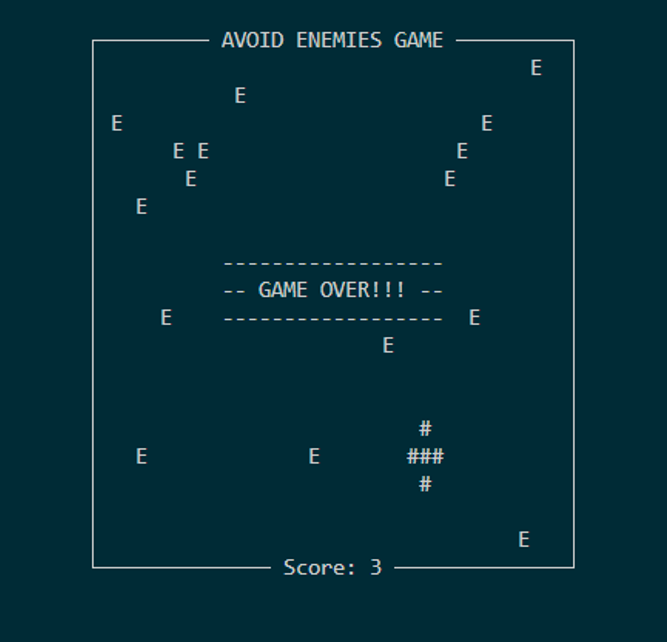 AVOID ENEMIES GAME
E
E
E E
E E E
E E
E
------------------
-- GAME OVER!!! --
E ------------------ E
E
#
E E ###
#
E
Score: 3